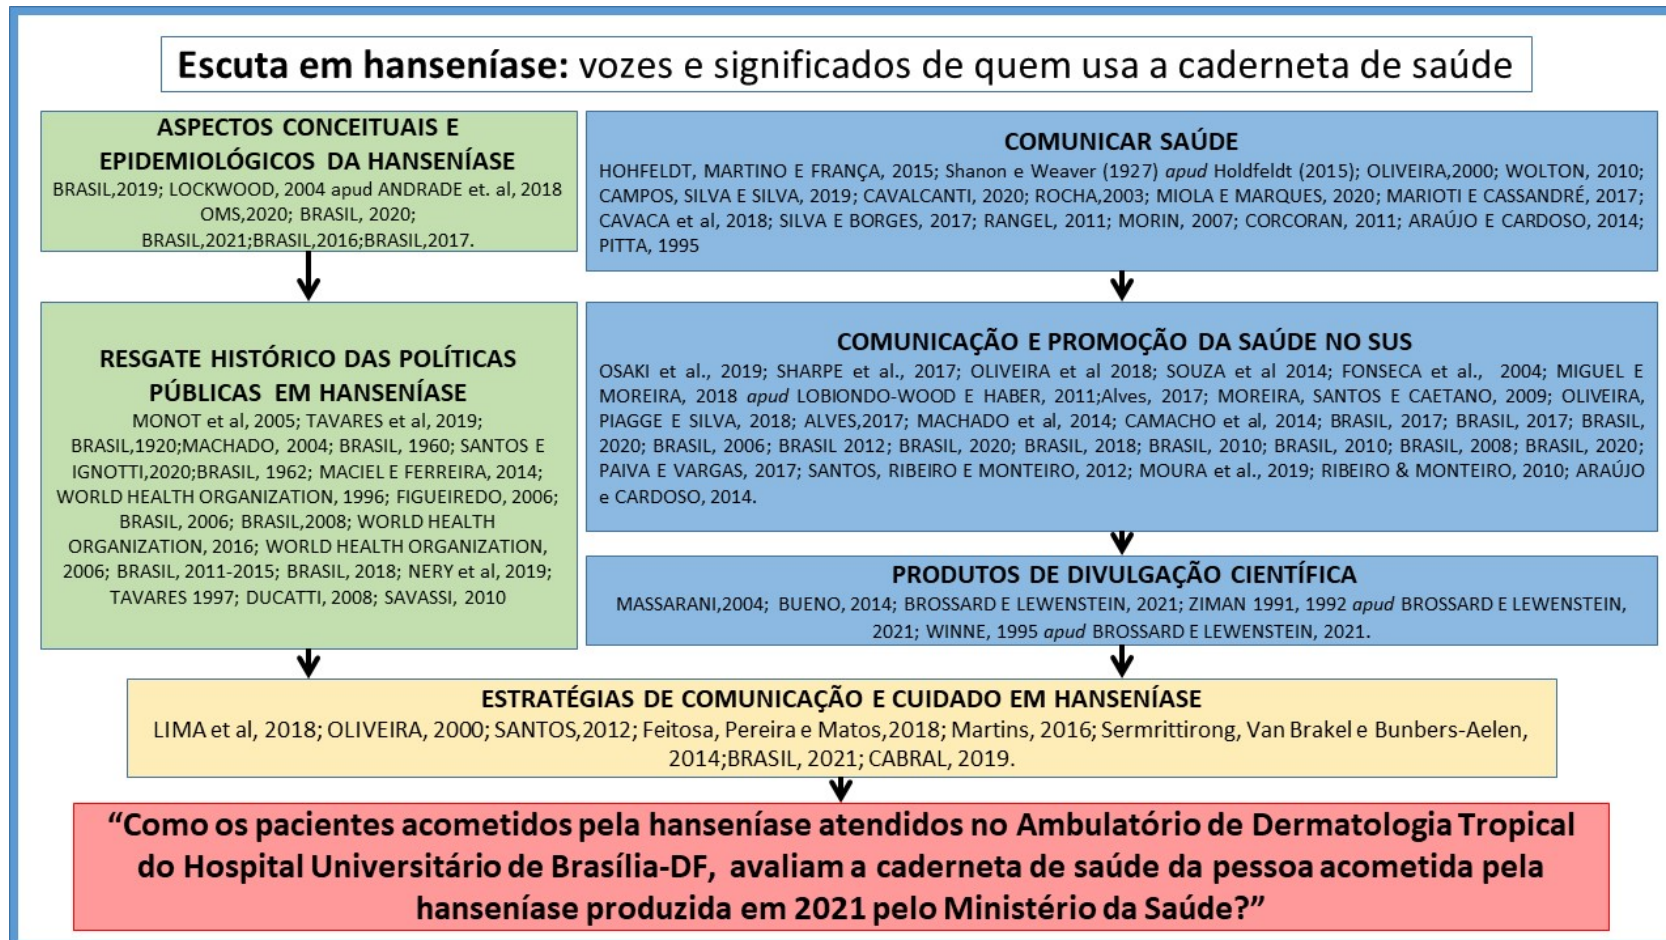 Escuta em hanseníase: vozes e significados de quem usa a caderneta de saúde
ASPECTOS CONCEITUAIS E
EPIDEMIOLÓGICOS DA HANSENÍASE
BRASIL,2019; LOCKWOOD, 2004 apud ANDRADE et. al, 2018
OMS,2020; BRASIL, 2020;
BRASIL,2021;BRASIL,2016;BRASIL,2017.
RESGATE HISTÓRICO DAS POLÍTICAS
PÚBLICAS EM HANSENÍASE
MONOT et al, 2005; TAVARES et al, 2019;
BRASIL,1920;MACHADO, 2004; BRASIL, 1960; SANTOS E
IGNOTTI,2020;BRASIL, 1962; MACIEL E FERREIRA, 2014;
WORLD HEALTH ORGANIZATION, 1996; FIGUEIREDO, 2006;
BRASIL, 2006; BRASIL,2008; WORLD HEALTH
ORGANIZATION, 2016; WORLD HEALTH ORGANIZATION,
2006; BRASIL, 2011-2015; BRASIL, 2018; NERY et al, 2019;
TAVARES 1997; DUCATTI, 2008; SAVASSI, 2010
COMUNICAR SAÚDE
HOHFELDT, MARTINO E FRANÇA, 2015; Shanon e Weaver (1927) apud Holdfeldt (2015); OLIVEIRA,2000; WOLTON, 2010;
CAMPOS, SILVA E SILVA, 2019; CAVALCANTI, 2020; ROCHA,2003; MIOLA E MARQUES, 2020; MARIOTI E CASSANDRÉ, 2017;
CAVACA et al, 2018; SILVA E BORGES, 2017; RANGEL, 2011; MORIN, 2007; CORCORAN, 2011; ARAÚJO E CARDOSO, 2014;
PITTA, 1995
COMUNICAÇÃO E PROMOÇÃO DA SAÚDE NO SUS
OSAKI et al., 2019; SHARPE et al., 2017; OLIVEIRA et al 2018; SOUZA et al 2014; FONSECA et al., 2004; MIGUEL E
MOREIRA, 2018 apud LOBIONDO-WOOD E HABER, 2011;Alves, 2017; MOREIRA, SANTOS E CAETANO, 2009; OLIVEIRA,
PIAGGE E SILVA, 2018; ALVES,2017; MACHADO et al, 2014; CAMACHO et al, 2014; BRASIL, 2017; BRASIL, 2017; BRASIL,
2020; BRASIL, 2006; BRASIL 2012; BRASIL, 2020; BRASIL, 2018; BRASIL, 2010; BRASIL, 2010; BRASIL, 2008; BRASIL, 2020;
PAIVA E VARGAS, 2017; SANTOS, RIBEIRO E MONTEIRO, 2012; MOURA et al., 2019; RIBEIRO & MONTEIRO, 2010; ARAÚJO
e CARDOSO, 2014.
PRODUTOS DE DIVULGAÇÃO CIENTÍFICA
MASSARANI,2004; BUENO, 2014; BROSSARD E LEWENSTEIN, 2021; ZIMAN 1991, 1992 apud BROSSARD E LEWENSTEIN,
2021; WINNE, 1995 apud BROSSARD E LEWENSTEIN, 2021.
ESTRATÉGIAS DE COMUNICAÇÃO E CUIDADO EM HANSENÍASE
LIMA et al, 2018; OLIVEIRA, 2000; SANTOS,2012; Feitosa, Pereira e Matos,2018; Martins, 2016; Sermrittirong, Van Brakel e Bunbers-Aelen,
2014;BRASIL, 2021; CABRAL, 2019.
“Como os pacientes acometidos pela hanseníase atendidos no Ambulatório de Dermatologia Tropical
do Hospital Universitário de Brasília-DF, avaliam a caderneta de saúde da pessoa acometida pela
hanseníase produzida em 2021 pelo Ministério da Saúde?”